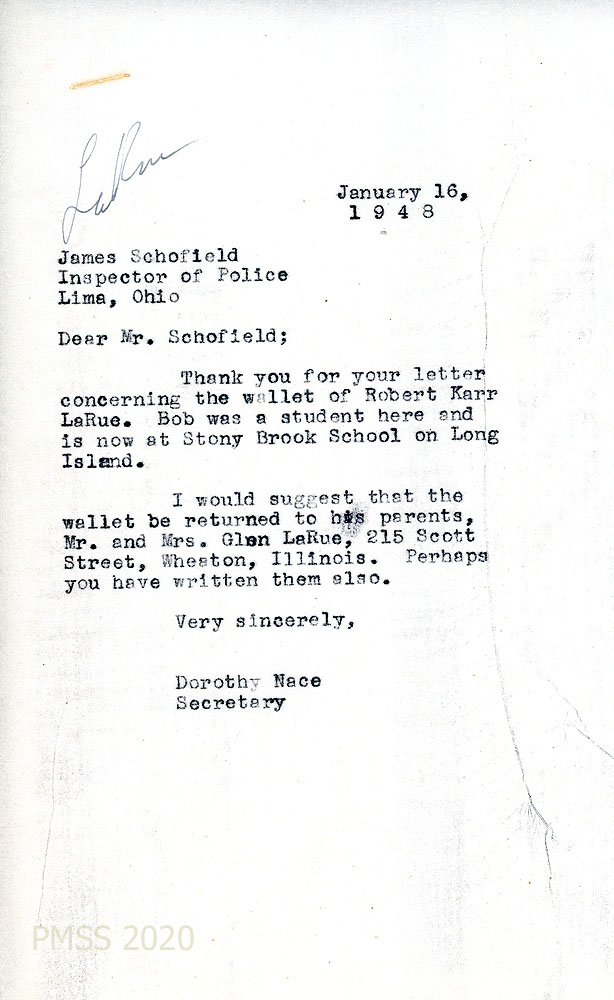 LaRue
January 16,
1 9 4 8
James Schofield
Inspector of Police
Lima, Ohio
Dear Mr. Schofield;
Thank you for your letter
concerning the wallet of Robert Karr
LaRue. Bob was a student here and
is now at Stony Brook School on Long
Island.
I would suggest that the
wallet be returned to his parents,
Mr. and Mrs. Glen LaRue, 215 Scott
Street, Wheaton, Illinois. Perhaps
you have written them also.
Very sincerely,
Dorothy Nace
Secretary
PMSS 2020